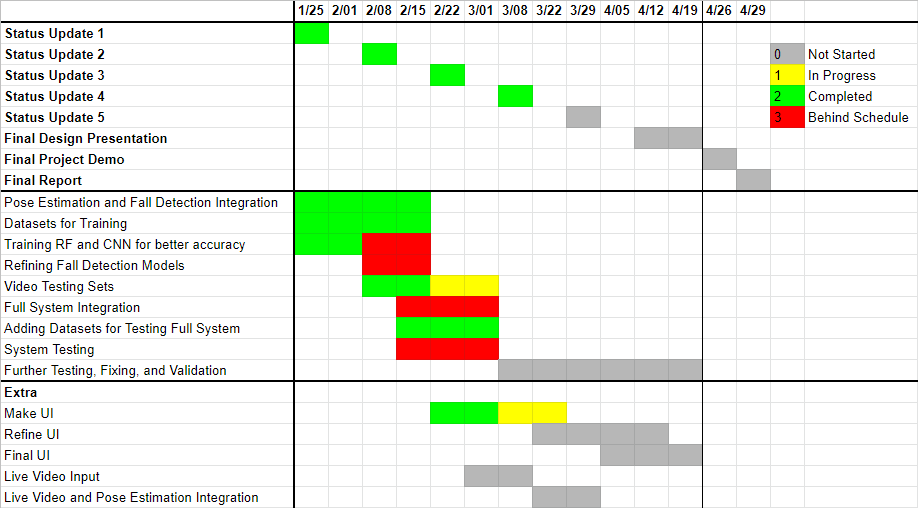 1/25 2/01 2/08 2/15 2/22 3/01 3/08 3/22 3/29 4/05 4/12 4/19 4/26 4/29
Status Update 1
Status Update 2 0 Not Started
Status Update 3 1 In Progress
Status Update 4 2 Completed
Status Update 5 3 Behind Schedule
Final Design Presentation
Final Project Demo
Final Report
Pose Estimation and Fall Detection Integration
Datasets for Training
Training RF and CNN for better accuracy
Refining Fall Detection Models
Video Testing Sets
Full System Integration
Adding Datasets for Testing Full System
System Testing
Further Testing, Fixing, and Validation
Extra
Make UI
Refine UI
Final UI
Live Video Input
Live Video and Pose Estimation Integration